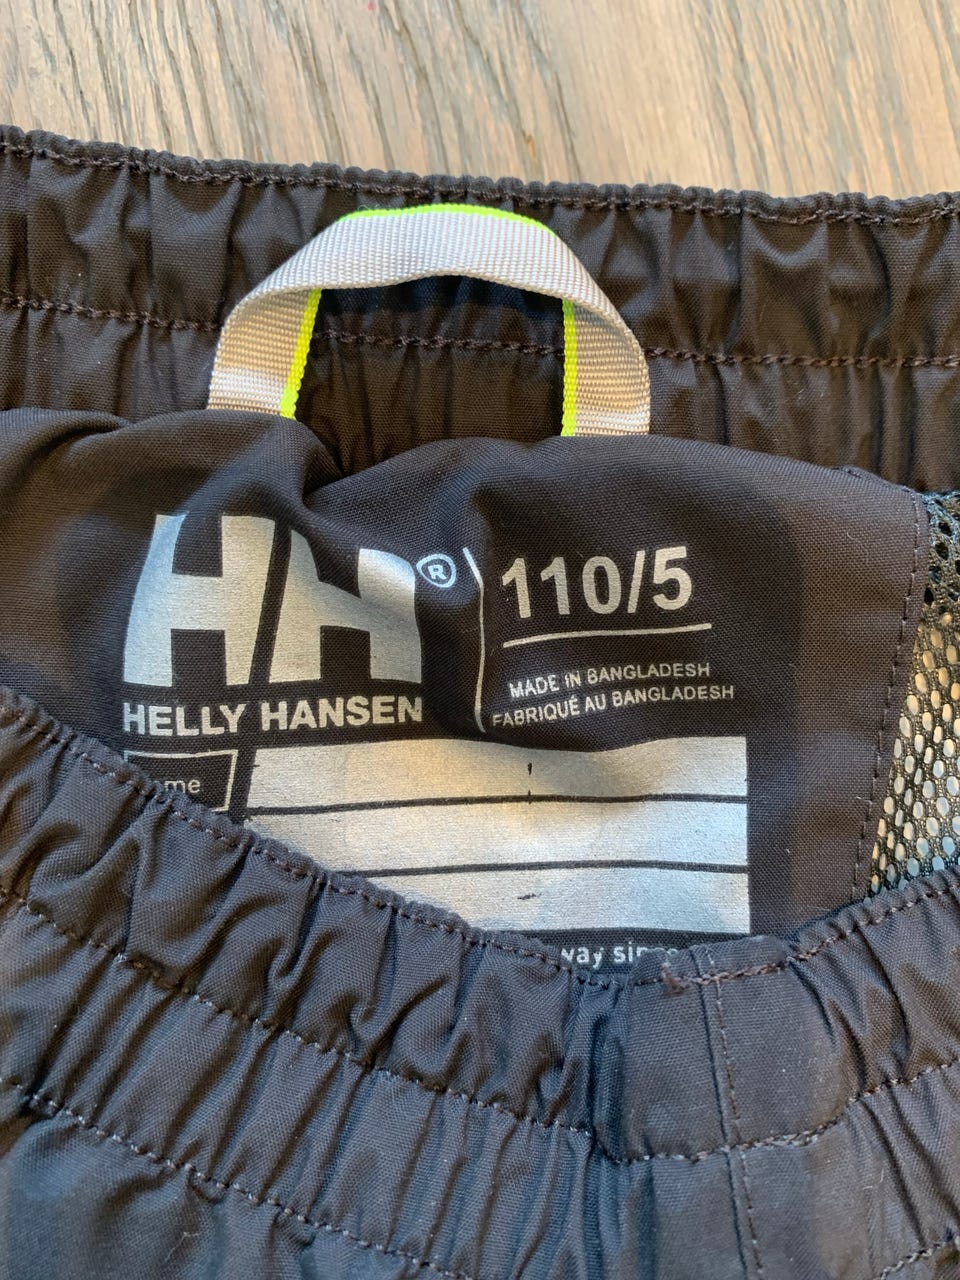 HH®
110/5
MADE IN BANGLADESH
FABRIQUÉ AU BANGLADESH
HELLY HANSEN